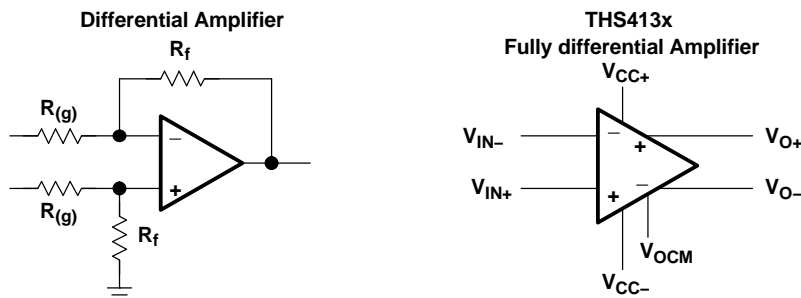 Differential Amplifier
Rf
R(g)
−
+
R(g)
Rf
THS413x
Fully differential Amplifier
VCC+
VIN−
−
+
VO+
VIN+
+
−
VO−
VOCM
VCC−